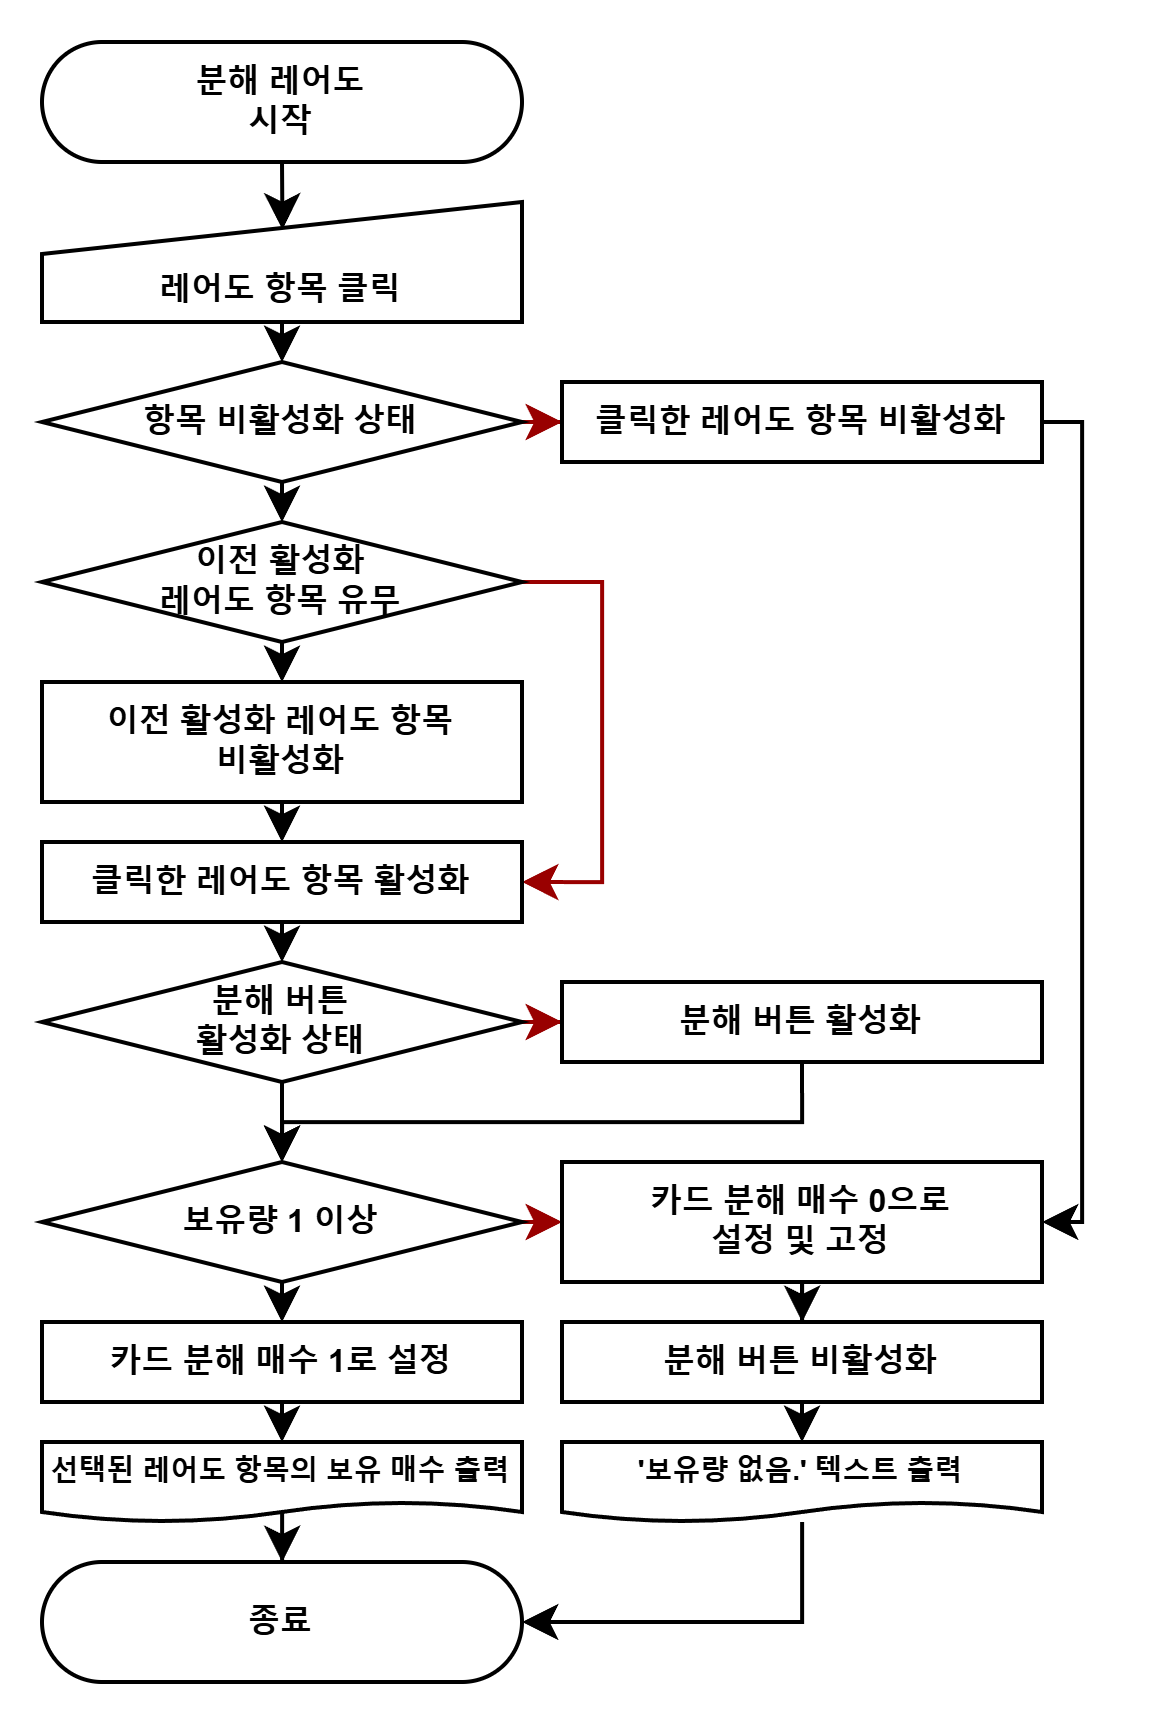 분해 레어도
시작
레어도 항목 클릭
항목 비활성화 상태
클릭한 레어도 항목 비활성화
이전 활성화
레어도 항목 유무
이전 활성화 레어도 항목
비활성화
클릭한 레어도 항목 활성화
분해 버튼
활성화 상태
분해 버튼 활성화
보유량 1 이상
카드 분해 매수 0으로
설정 및 고정
카드 분해 매수 1로 설정
분해 버튼 비활성화
선택된 레어도 항목의 보유 매수 출력
'보유량 없음.' 텍스트 출력
종료